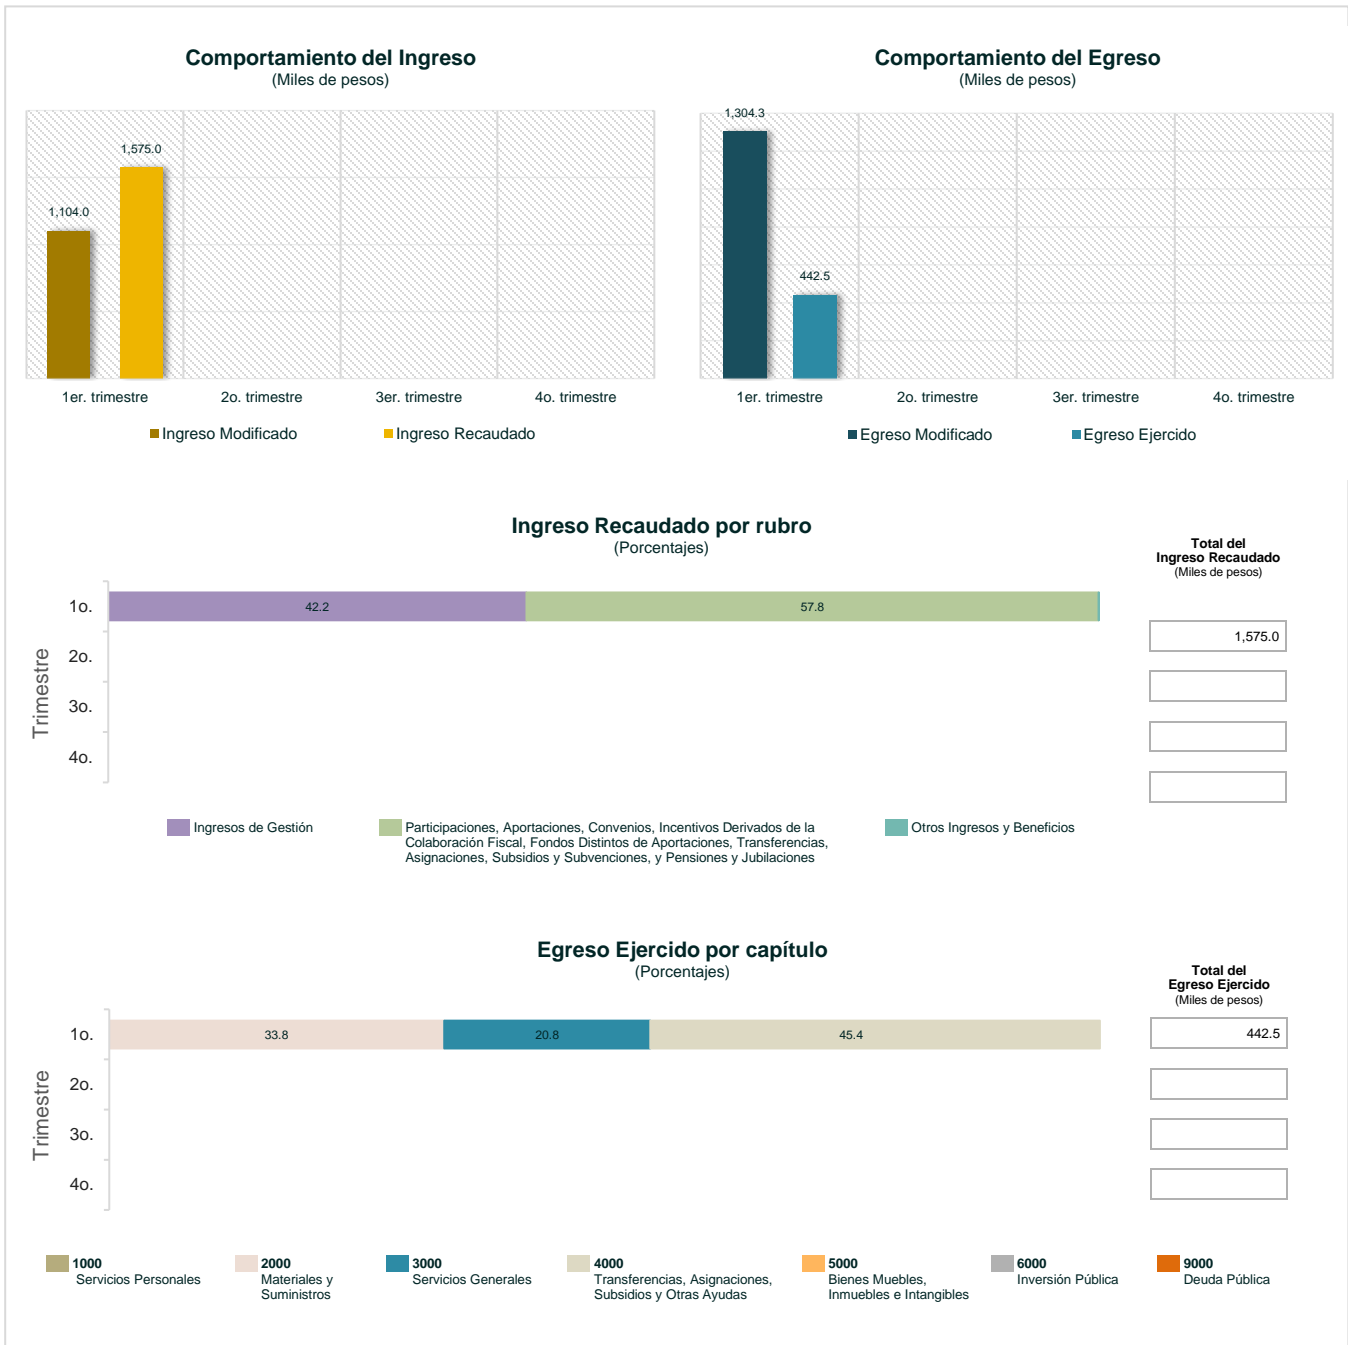 Comportamiento del Ingreso
(Miles de pesos)
1,104.0
1,575.0
1er. trimestre
2o. trimestre
3er. trimestre
4o. trimestre
Ingreso Modificado
Ingreso Recaudado
Comportamiento del Egreso
(Miles de pesos)
1,304.3
442.5
1er. trimestre
2o. trimestre
3er. trimestre
4o. trimestre
Egreso Modificado
Egreso Ejercido
Ingreso Recaudado por rubro
(Porcentajes)
Total del
Ingreso Recaudado
(Miles de pesos)
Trimestre
1o.
42.2
57.8
1,575.0
2o.
3o.
4o.
Ingresos de Gestión
Participaciones, Aportaciones, Convenios, Incentivos Derivados de la
Colaboración Fiscal, Fondos Distintos de Aportaciones, Transferencias,
Asignaciones, Subsidios y Subvenciones, y Pensiones y Jubilaciones
Otros Ingresos y Beneficios
Egreso Ejercido por capítulo
(Porcentajes)
Total del
Egreso Ejercido
(Miles de pesos)
Trimestre
1o.
33.8
20.8
45.4
442.5
2o.
3o.
4o.
1000
Servicios Personales
2000
Materiales y
Suministros
3000
Servicios Generales
4000
Transferencias, Asignaciones,
Subsidios y Otras Ayudas
5000
Bienes Muebles,
Inmuebles e Intangibles
6000
Inversión Pública
9000
Deuda Pública